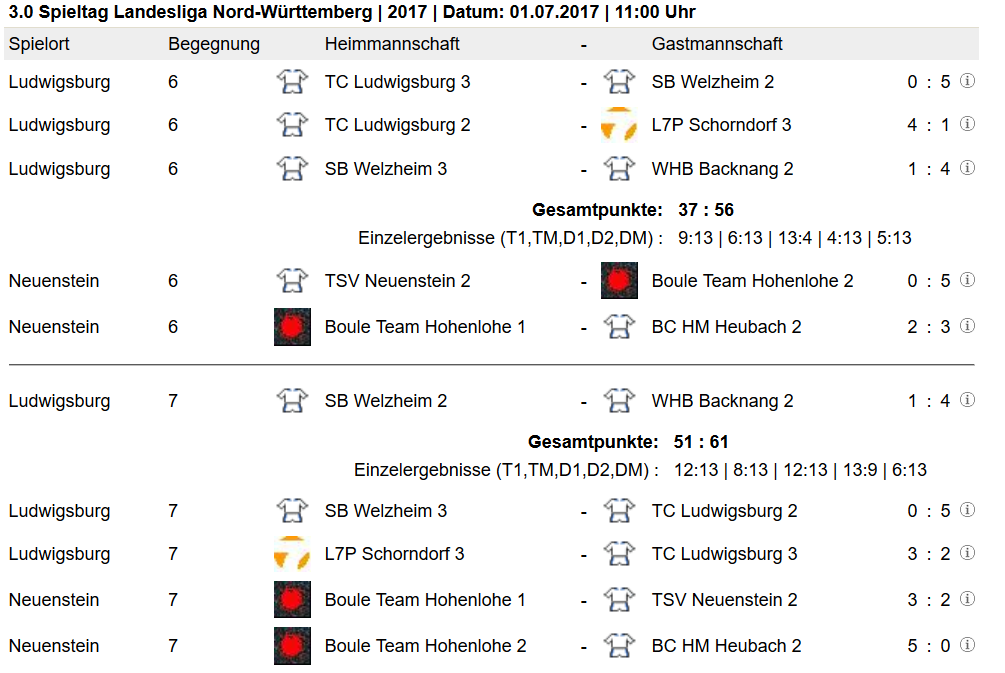 3.0 Spieltag Landesliga Nord-Württemberg | 2017 | Datum: 01.07.2017 | 11:00 Uhr
Spielort Begegnung Heimmannschaft - Gastmannschaft
Ludwigsburg 6 TC Ludwigsburg 3 - SB Welzheim 2 0 : 5
Ludwigsburg 6 TC Ludwigsburg 2 - L7P Schorndorf 3 4 : 1
Ludwigsburg 6 SB Welzheim 3 - WHB Backnang 2 1 : 4
Gesamtpunkte: 37 : 56
Einzelergebnisse (T1,TM,D1,D2,DM) : 9:13 | 6:13 | 13:4 | 4:13 | 5:13
Neuenstein 6 TSV Neuenstein 2 - Boule Team Hohenlohe 2 0 : 5
Neuenstein 6 Boule Team Hohenlohe 1 - BC HM Heubach 2 2 : 3
Ludwigsburg 7 SB Welzheim 2 - WHB Backnang 2 1 : 4
Gesamtpunkte: 51 : 61
Einzelergebnisse (T1,TM,D1,D2,DM) : 12:13 | 8:13 | 12:13 | 13:9 | 6:13
Ludwigsburg 7 SB Welzheim 3 - TC Ludwigsburg 2 0 : 5
Ludwigsburg 7 L7P Schorndorf 3 - TC Ludwigsburg 3 3 : 2
Neuenstein 7 Boule Team Hohenlohe 1 - TSV Neuenstein 2 3 : 2
Neuenstein 7 Boule Team Hohenlohe 2 - BC HM Heubach 2 5 : 0